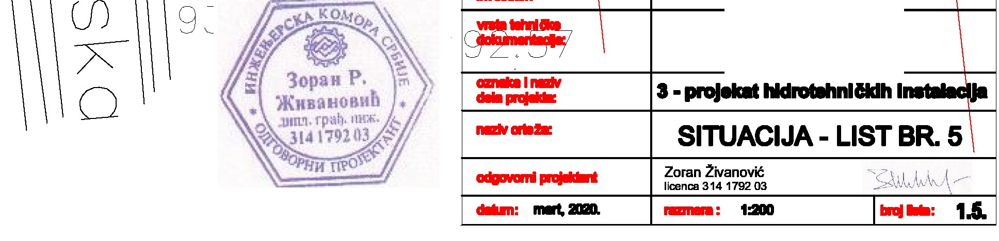 ska
ИНЖЕЊЕРСКА КОМОРА СРБИЈЕ
Зоран Р.
Живановић
дипл. грађ. инж.
314 1792 03
* ОДГОВОРНИ ПРОЈЕКТАНТ *
vrsta tehničke
dokumentacije:
92.57
oznaka i naziv
dela projekta:
3 - projekat hidrotehničkih instalacija
naziv crteža:
SITUACIJA - LIST BR. 5
odgovorni projektant
Zoran Živanović
licenca 314 1792 03
datum: mart, 2020.
razmera : 1:200
broj lista: 1.5.